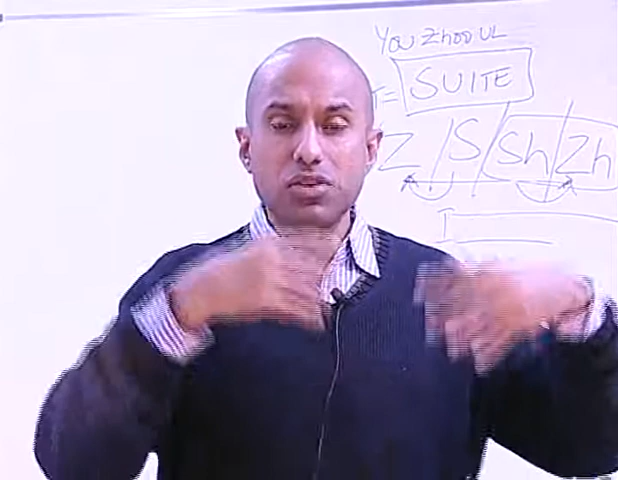 You Zhoo UL
T= SUITE
Z / S / Sh / Zh
I